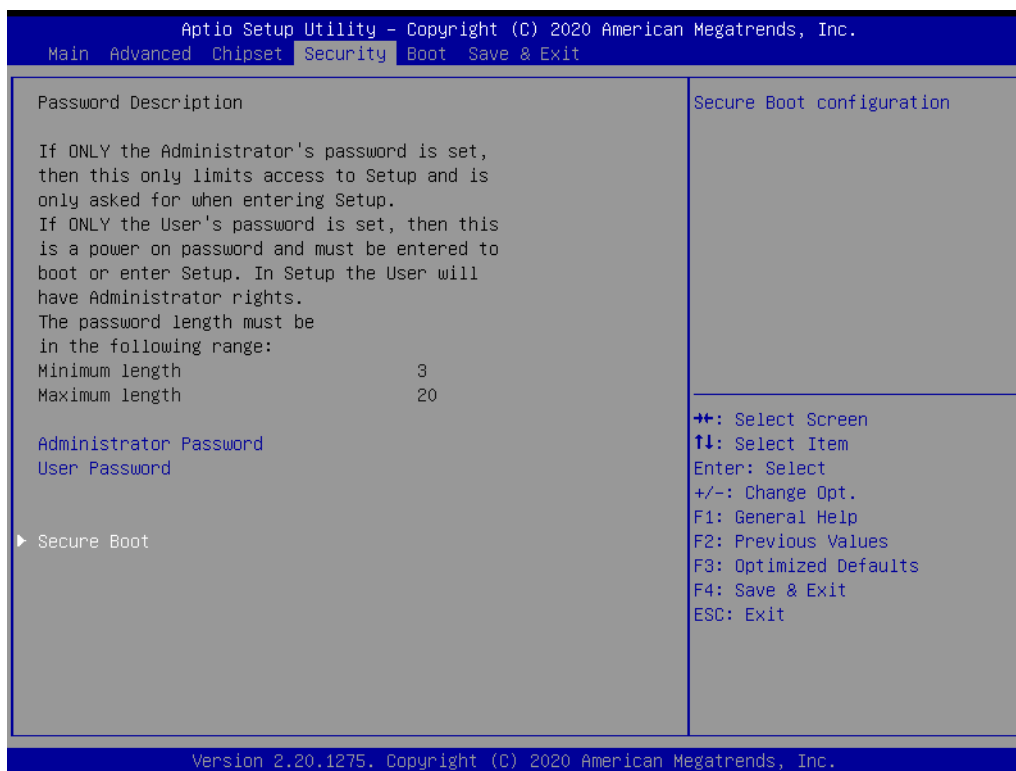 Aptio Setup Utility – Copyright (C) 2020 American Megatrends, Inc.
Main Advanced Chipset Security Boot Save & Exit
Password Description
If ONLY the Administrator's password is set,
then this only limits access to Setup and is
only asked for when entering Setup.
If ONLY the User's password is set, then this
is a power on password and must be entered to
boot or enter Setup. In Setup the User will
have Administrator rights.
The password length must be
in the following range:
Minimum length 3
Maximum length 20
Administrator Password
User Password
Secure Boot
Secure Boot configuration
→←: Select Screen
↑↓: Select Item
Enter: Select
+/-: Change Opt.
F1: General Help
F2: Previous Values
F3: Optimized Defaults
F4: Save & Exit
ESC: Exit
Version 2.20.1275. Copyright (C) 2020 American Megatrends, Inc.